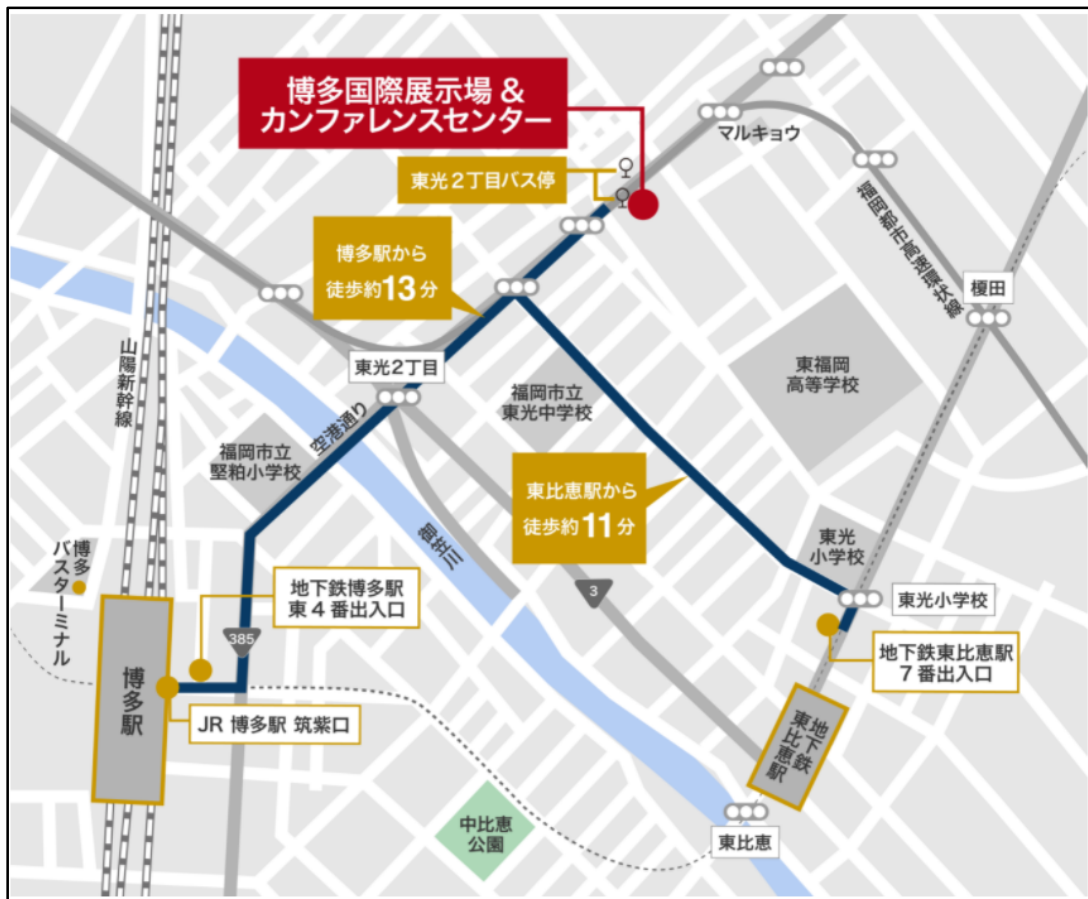 博多国際展示場 &
カンファレンスセンター
マルキョウ
東光2丁目バス停
福岡都市高速環状線
博多駅から
徒歩約13分
榎田
山陽新幹線
東光2丁目
東福岡
高等学校
福岡市立
東光中学校
空港通り
福岡市立
堅粕小学校
東比恵駅から
徒歩約11分
御笠川
東光
小学校
博多
バスターミナル
地下鉄博多駅
東4番出入口
3
東光小学校
385
地下鉄東比恵駅
7番出入口
博多駅
JR 博多駅 筑紫口
地下鉄
東比恵駅
中比恵
公園
東比恵